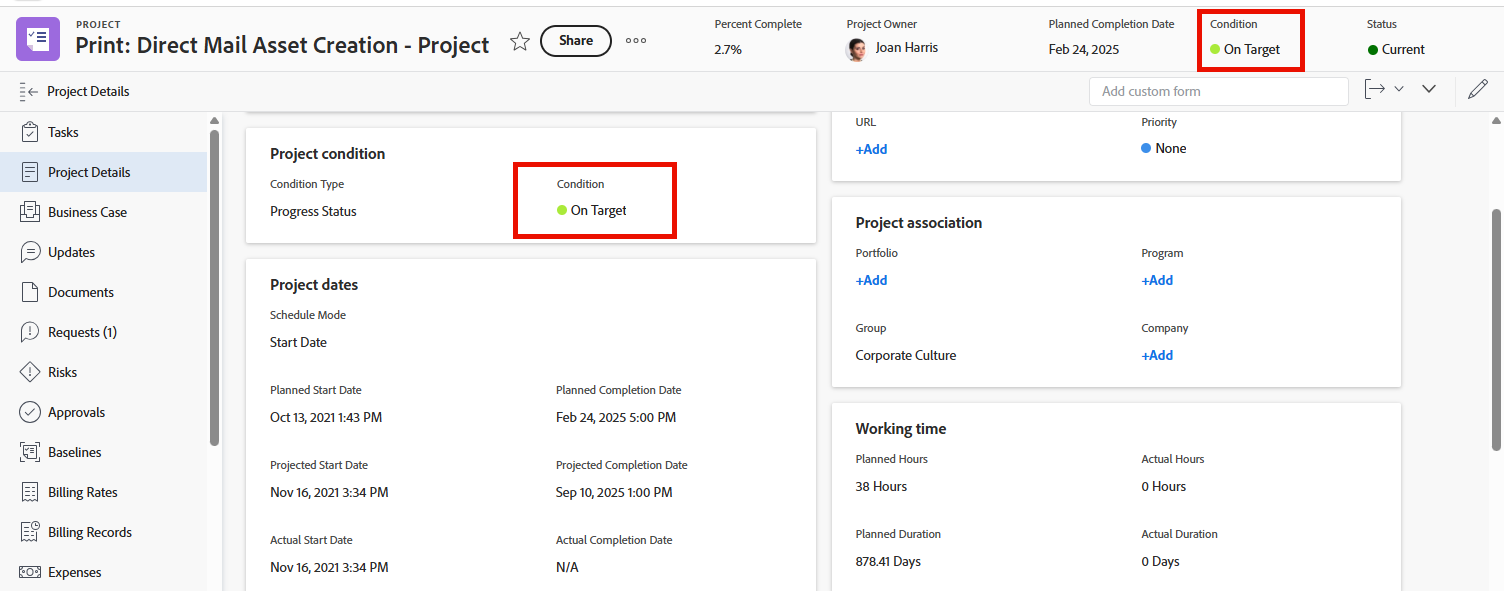 PROJECT
Print: Direct Mail Asset Creation - Project
Share
Percent Complete
2.7%
Project Owner
Joan Harris
Planned Completion Date
Feb 24, 2025
Condition
On Target
Status
Current
Project Details
Add custom form
Tasks
Project Details
Business Case
Updates
Documents
Requests (1)
Risks
Approvals
Baselines
Billing Rates
Billing Records
Expenses
Project condition
Condition Type
Progress Status
Condition
On Target
Project dates
Schedule Mode
Start Date
Planned Start Date
Oct 13, 2021 1:43 PM
Planned Completion Date
Feb 24, 2025 5:00 PM
Projected Start Date
Nov 16, 2021 3:34 PM
Projected Completion Date
Sep 10, 2025 1:00 PM
Actual Start Date
Nov 16, 2021 3:34 PM
Actual Completion Date
N/A
URL
+Add
Priority
None
Project association
Portfolio
+Add
Program
+Add
Group
Corporate Culture
Company
+Add
Working time
Planned Hours
38 Hours
Actual Hours
0 Hours
Planned Duration
878.41 Days
Actual Duration
0 Days